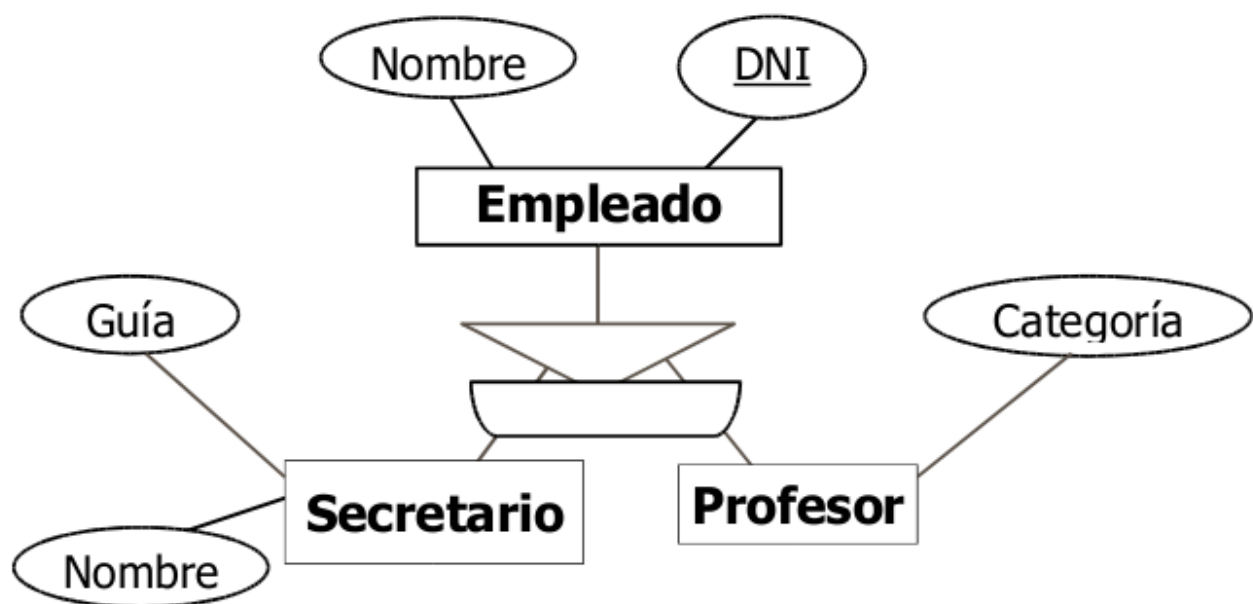 Nombre
DNI
Empleado
Guía
Categoría
Secretario
Profesor
Nombre